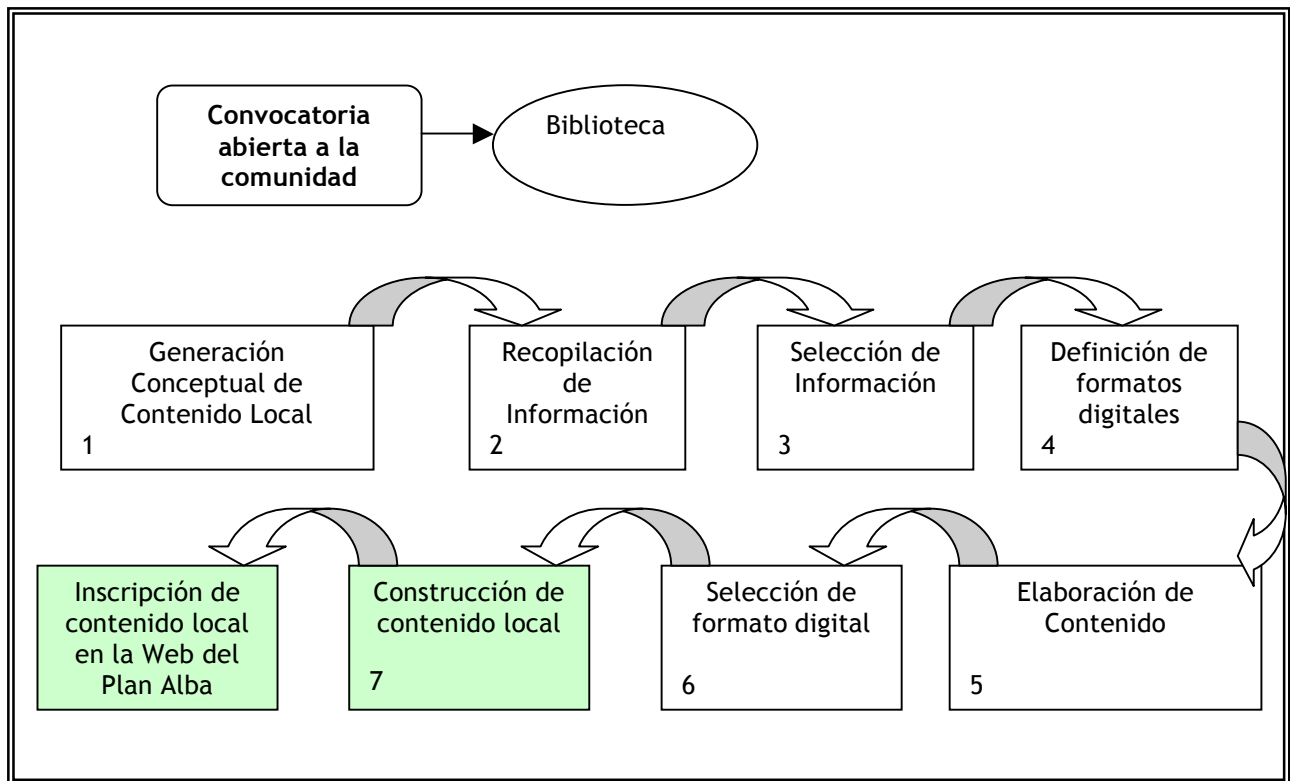 Convocatoria
abierta a la
comunidad
Biblioteca
Generación
Conceptual de
Contenido Local
1
Recopilación
de
Información
2
Selección de
Información
3
Definición de
formatos
digitales
4
Elaboración de
Contenido
5
Selección de
formato digital
6
Construcción de
contenido local
7
Inscripción de
contenido local
en la Web del
Plan Alba